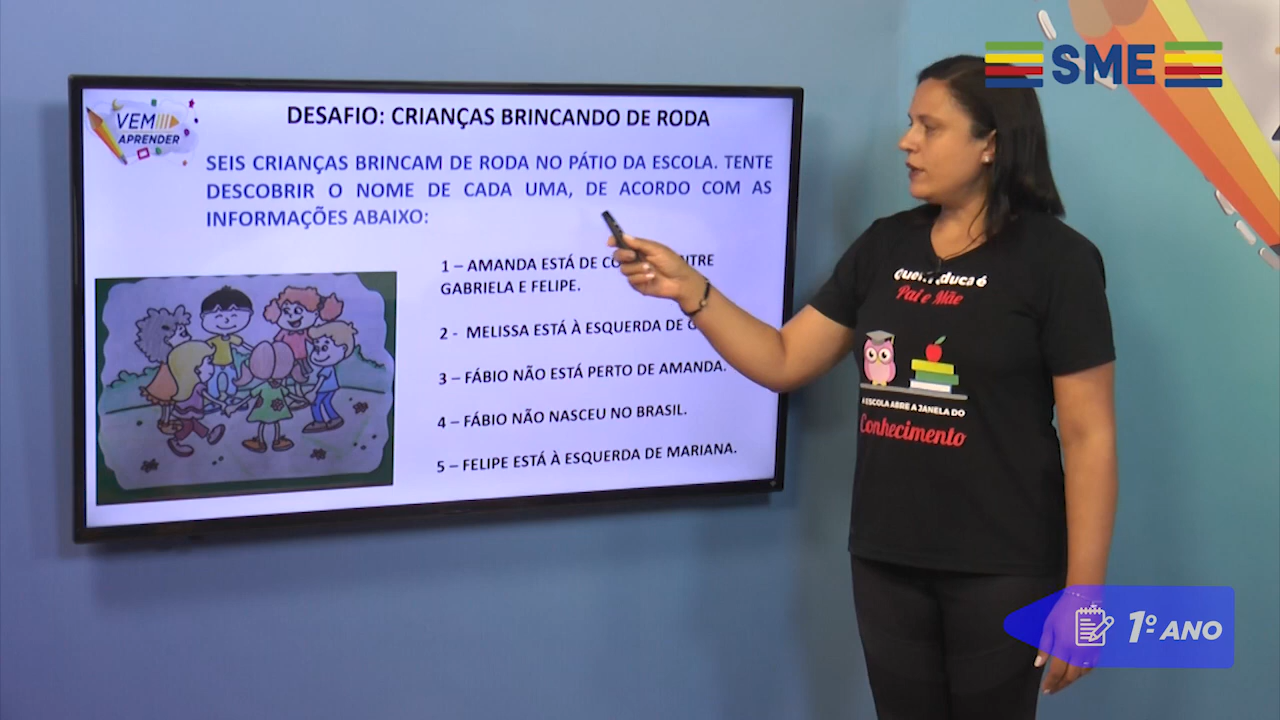 SME
VEM
APRENDER
DESAFIO: CRIANÇAS BRINCANDO DE RODA
SEIS CRIANÇAS BRINCAM DE RODA NO PÁTIO DA ESCOLA. TENTE
DESCOBRIR O NOME DE CADA UMA, DE ACORDO COM AS
INFORMAÇÕES ABAIXO:
1 – AMANDA ESTÁ DE
GABRIELA E FELIPE.
2 - MELISSA ESTÁ À ESQUERDA DE
3 – FÁBIO NÃO ESTÁ PERTO DE AMANDA.
4 – FÁBIO NÃO NASCEU NO BRASIL.
5 – FELIPE ESTÁ À ESQUERDA DE MARIANA.
é
Pai e Mãe
A ESCOLA ABRE A JANELA DO
Conhecimento
1º ANO